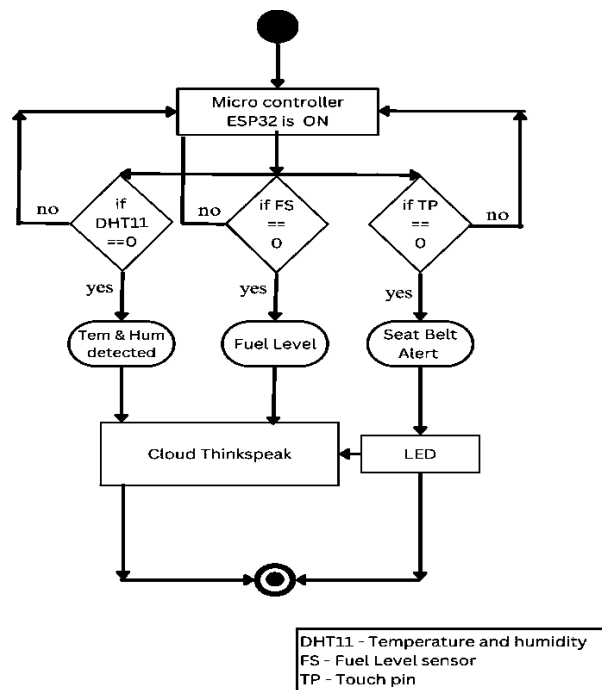 Micro controller
ESP32 is ON
if
DHT11
==0
no
if FS
==
0
no
if TP
==
0
no
yes
yes
yes
Tem & Hum
detected
Fuel Level
Seat Belt
Alert
Cloud Thinkspeak
LED
DHT11 - Temperature and humidity
FS - Fuel Level sensor
TP - Touch pin